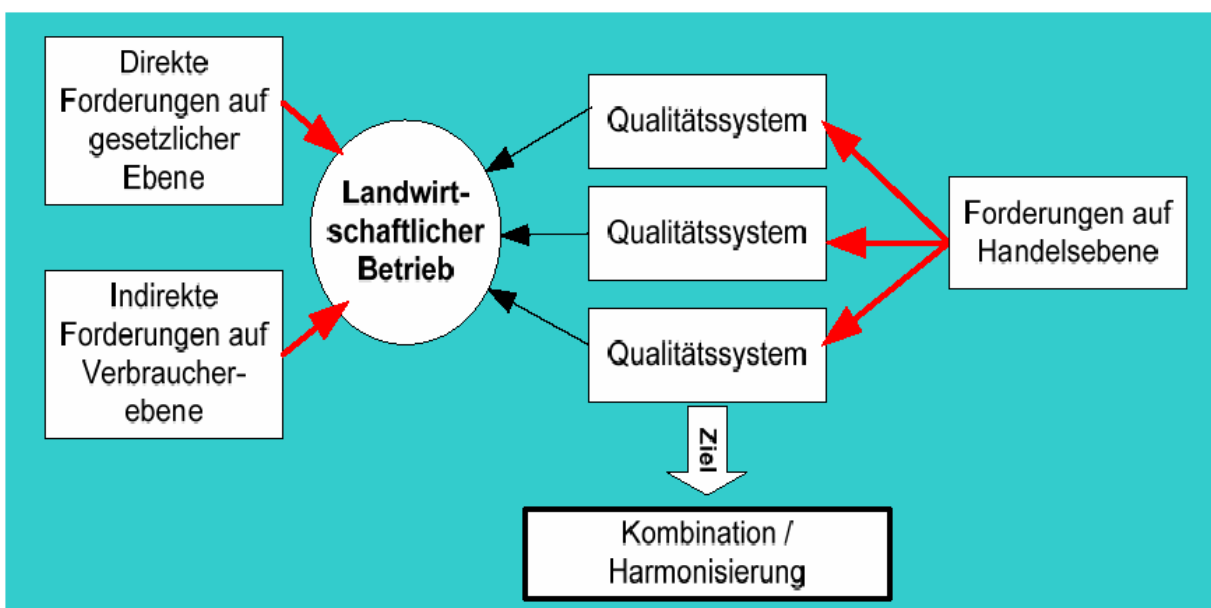 Direkte
Forderungen auf
gesetzlicher
Ebene
Indirekte
Forderungen auf
Verbraucher-
ebene
Landwirt-
schaftlicher
Betrieb
Qualitätssystem
Qualitätssystem
Qualitätssystem
Forderungen auf
Handelsebene
Ziel
Kombination /
Harmonisierung